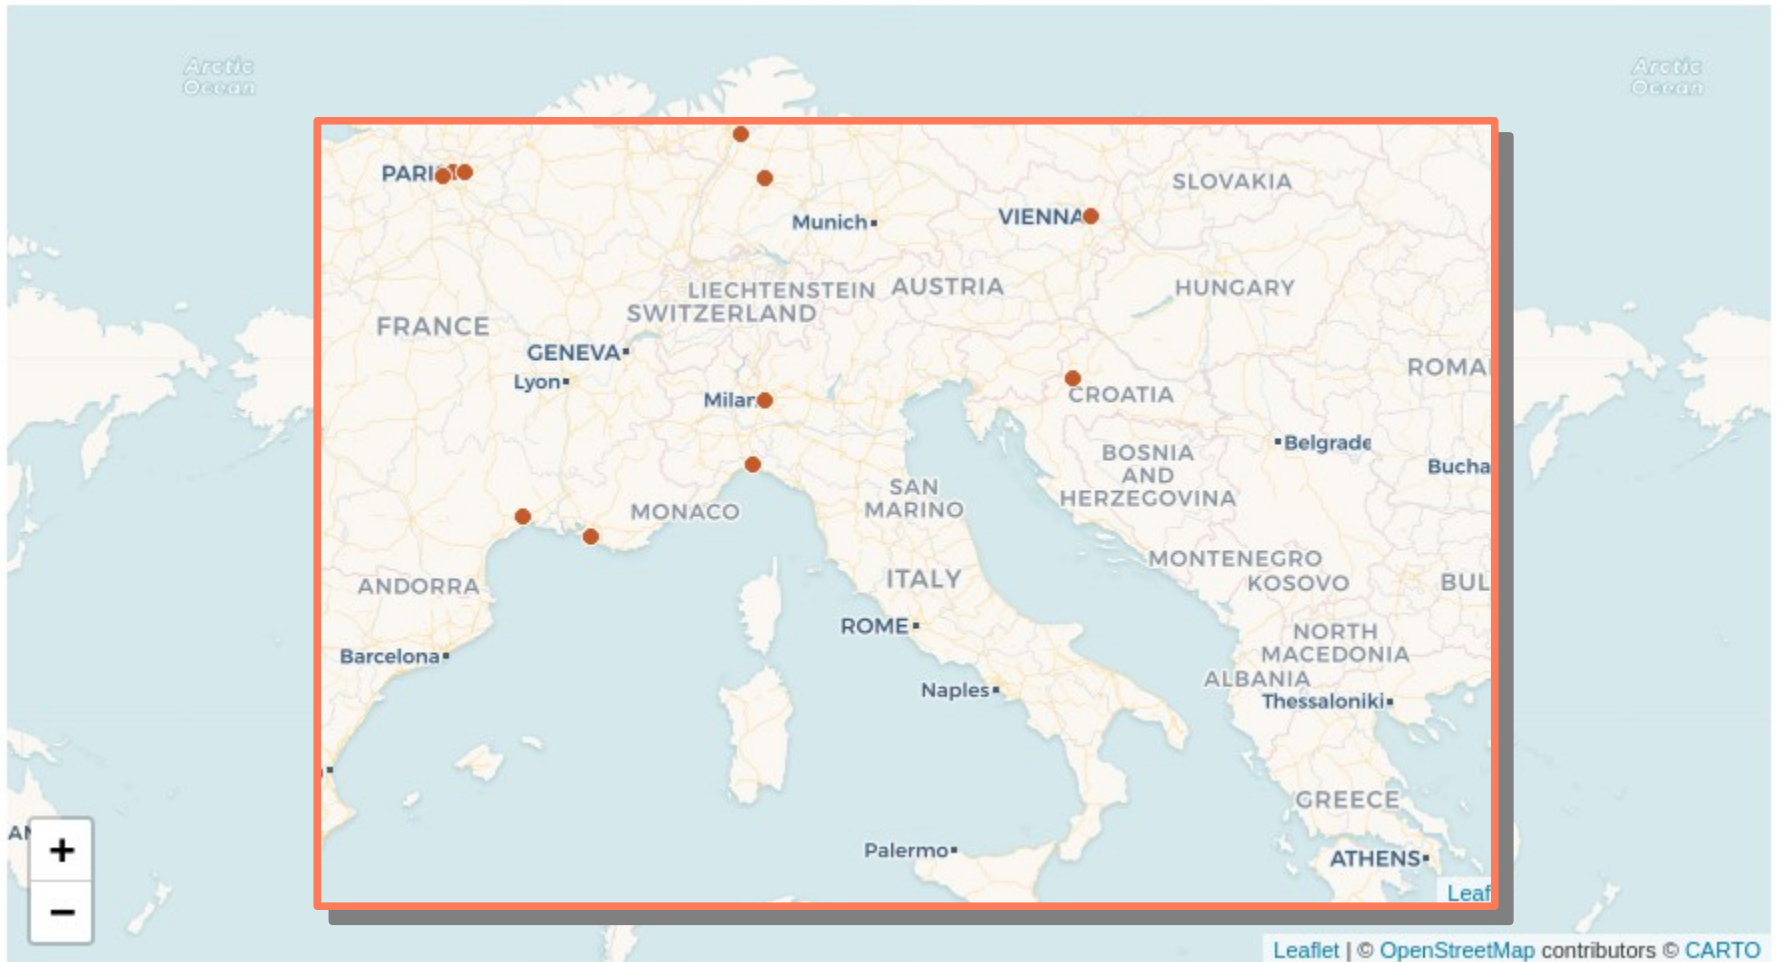 Arctic
Ocean
Arctic
Ocean
PARI
SLOVAKIA
Munich
VIENNA
LIECHTENSTEIN
AUSTRIA
HUNGARY
SWITZERLAND
FRANCE
GENEVA
Lyon
ROMA
Milan
CROATIA
Belgrade
BOSNIA
AND
HERZEGOVINA
Bucha
SAN
MARINO
MONACO
MONTENEGRO
KOSOVO
BUL
ITALY
ANDORRA
ROME
NORTH
MACEDONIA
Barcelona
ALBANIA
Naples
Thessaloniki
GREECE
AN
+
Palermo
ATHENS
Leaf
−
Leaflet | © OpenStreetMap contributors © CARTO